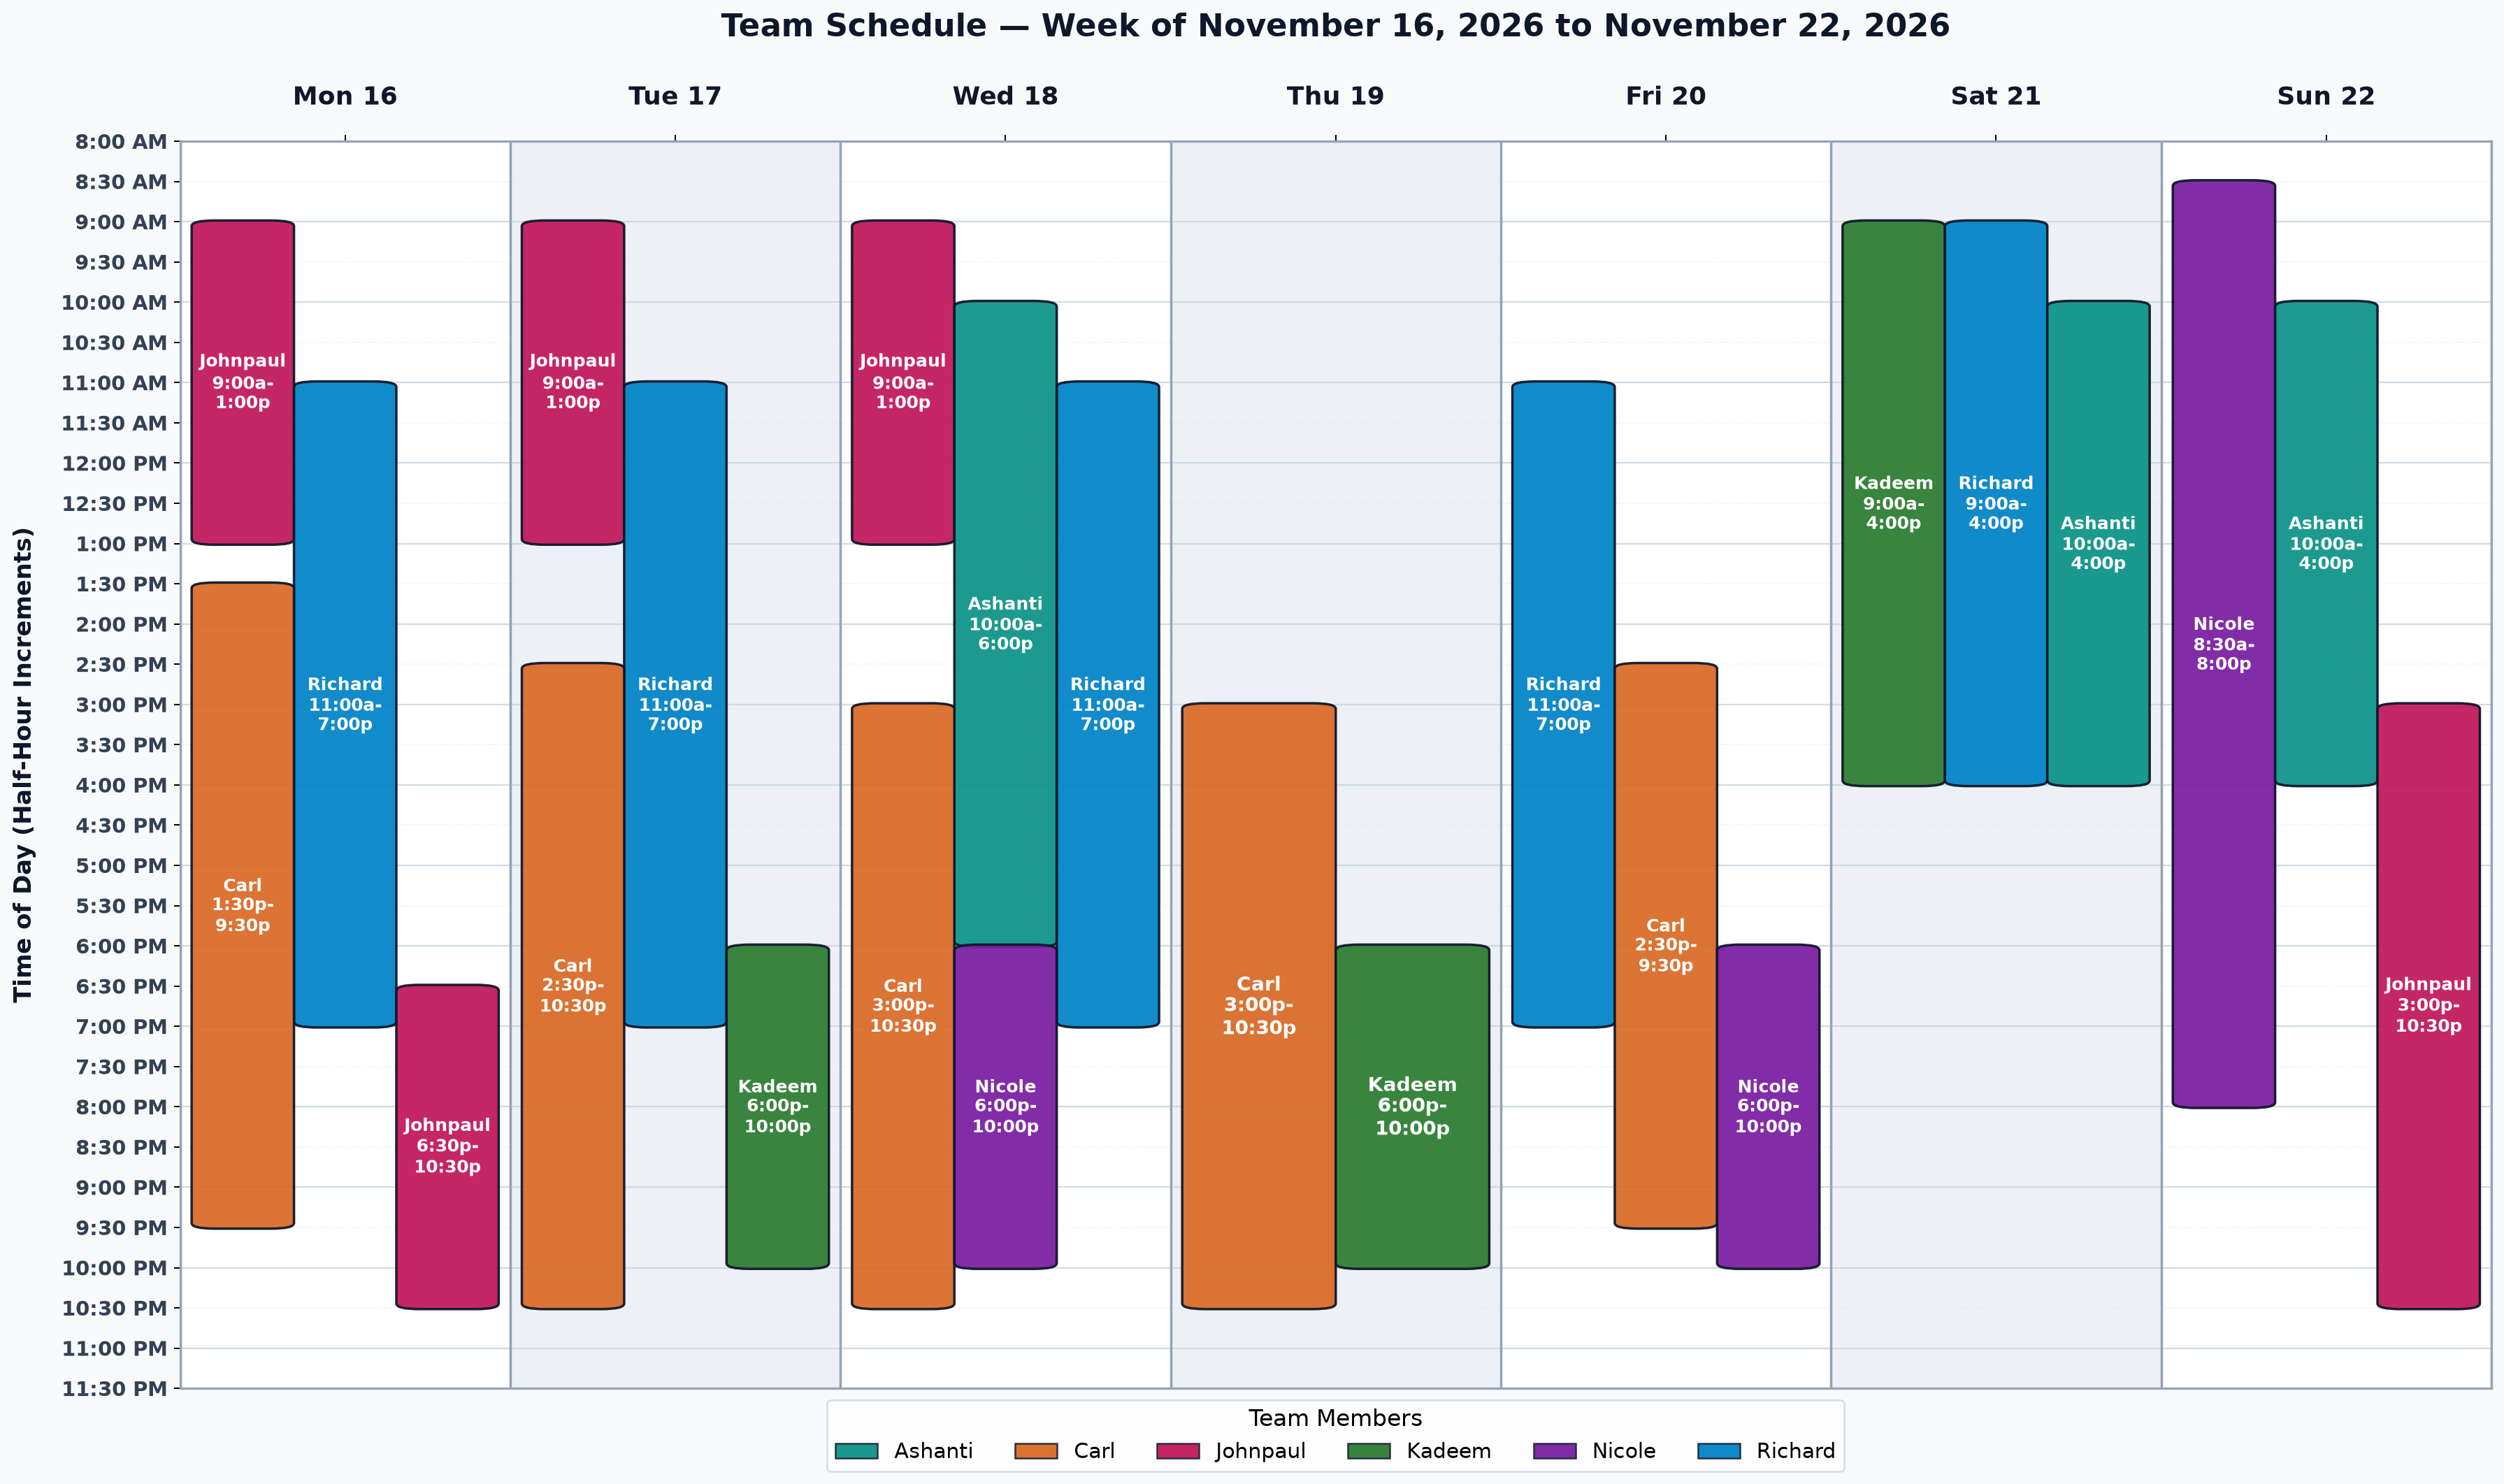 Team Schedule — Week of November 16, 2026 to November 22, 2026
Mon 16
Tue 17
Wed 18
Thu 19
Fri 20
Sat 21
Sun 22
Time of Day (Half-Hour Increments)
8:00 AM
8:30 AM
9:00 AM
9:30 AM
10:00 AM
10:30 AM
11:00 AM
11:30 AM
12:00 PM
12:30 PM
1:00 PM
1:30 PM
2:00 PM
2:30 PM
3:00 PM
3:30 PM
4:00 PM
4:30 PM
5:00 PM
5:30 PM
6:00 PM
6:30 PM
7:00 PM
7:30 PM
8:00 PM
8:30 PM
9:00 PM
9:30 PM
10:00 PM
10:30 PM
11:00 PM
11:30 PM
Johnpaul
9:00a-
1:00p
Carl
1:30p-
9:30p
Richard
11:00a-
7:00p
Johnpaul
6:30p-
10:30p
Johnpaul
9:00a-
1:00p
Carl
2:30p-
10:30p
Richard
11:00a-
7:00p
Kadeem
6:00p-
10:00p
Johnpaul
9:00a-
1:00p
Carl
3:00p-
10:30p
Ashanti
10:00a-
6:00p
Nicole
6:00p-
10:00p
Richard
11:00a-
7:00p
Carl
3:00p-
10:30p
Kadeem
6:00p-
10:00p
Richard
11:00a-
7:00p
Carl
2:30p-
9:30p
Nicole
6:00p-
10:00p
Kadeem
9:00a-
4:00p
Richard
9:00a-
4:00p
Ashanti
10:00a-
4:00p
Nicole
8:30a-
8:00p
Ashanti
10:00a-
4:00p
Johnpaul
3:00p-
10:30p
Team Members
Ashanti
Carl
Johnpaul
Kadeem
Nicole
Richard